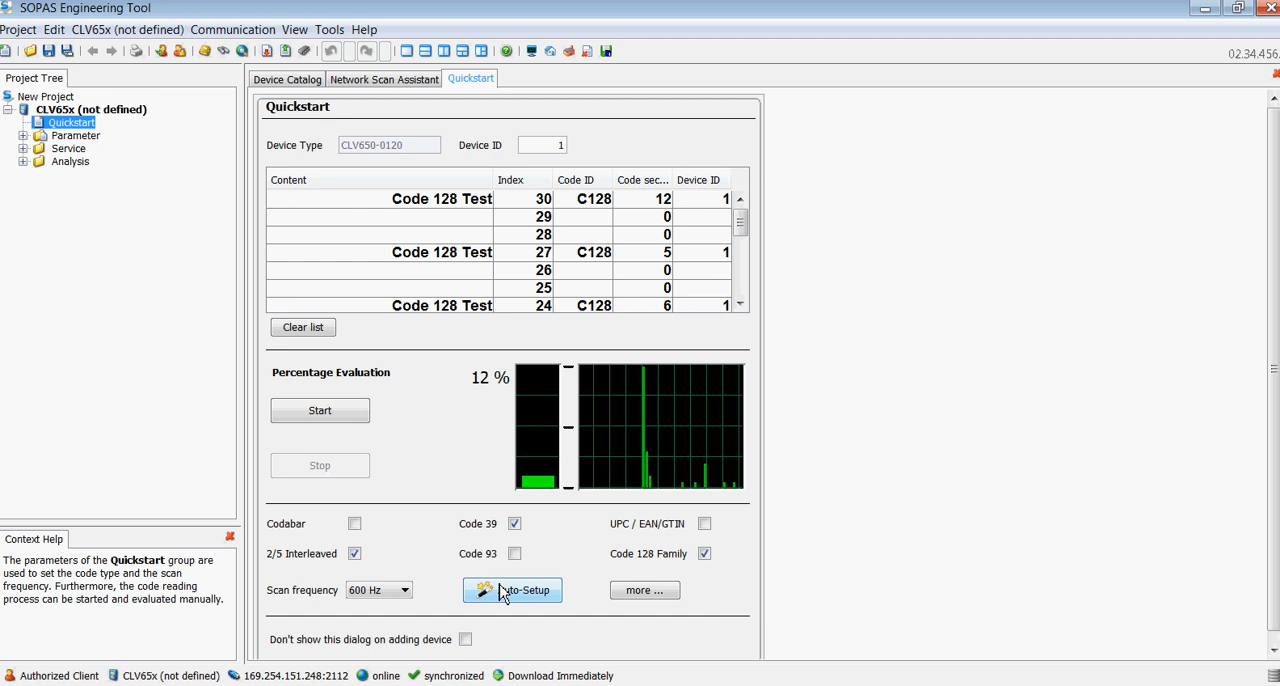 SOPAS Engineering Tool
Project Edit CLV65x (not defined) Communication View Tools Help
02.34.456.
Project Tree
Device Catalog Network Scan Assistant Quickstart
New Project
CLV65x (not defined)
Quickstart
Parameter
Service
Analysis
Quickstart
Device Type CLV650-0120 Device ID 1
Content Index Code ID Code sec... Device ID
Code 128 Test 30 C128 12 1
29 0
28 0
Code 128 Test 27 C128 5 1
26 0
25 0
Code 128 Test 24 C128 6 1
Clear list
Percentage Evaluation 12 %
Start
Stop
Codabar Code 39 UPC / EAN/GTIN
2/5 Interleaved Code 93 Code 128 Family
Scan frequency 600 Hz to-Setup more ...
Don't show this dialog on adding device
Context Help
The parameters of the Quickstart group are
used to set the code type and the scan
frequency. Furthermore, the code reading
process can be started and evaluated manually.
Authorized Client CLV65x (not defined) 169.254.151.248:2112 online synchronized Download Immediately